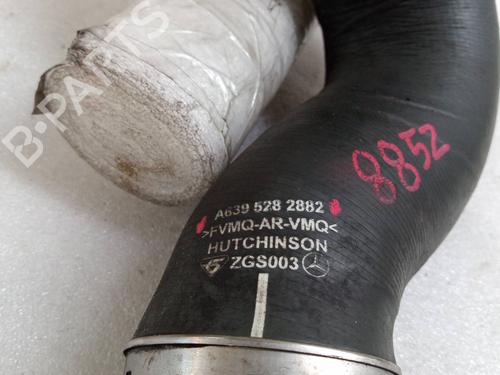 B-PARTS
8852
A639 528 2882
>FVMQ-AR-VMQ<
HUTCHINSON
ZGS003